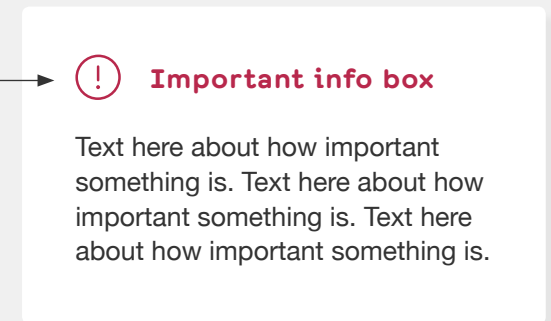 Important info box
Text here about how important
something is. Text here about how
important something is. Text here
about how important something is.